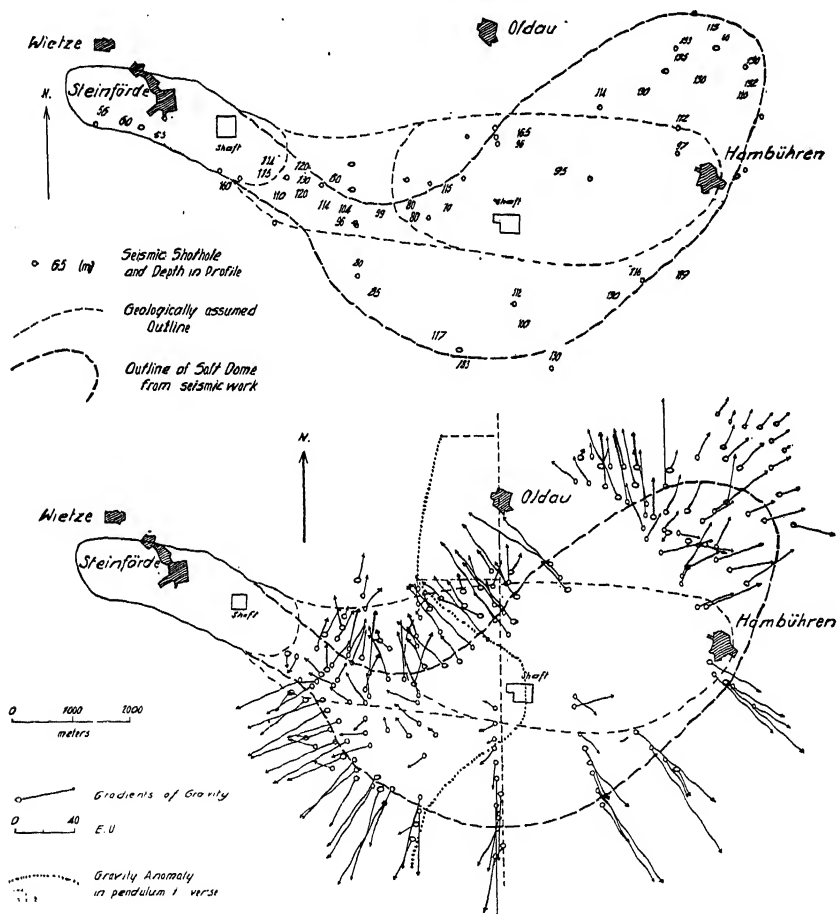 Wietze
Oldau
Steinförde
N.
Shaft
Hambühren
Shaft
56
60
65
160
114
115
110
120
130
120
114
80
104
96
99
80
80
115
70
165
96
95
114
130
135
133
115
130
112
97
80
85
117
183
112
100
130
130
116
65 (m) Seismic Shothole
and Depth in Profile
Geologically assumed
Outline
Outline of Salt Dome
from seismic work
N.
Wietze
Oldau
Steinförde
Shaft
Hambühren
Shaft
0 1000 2000
meters
Gradients of Gravity
0 40 E.U
Gravity Anomaly
in pendulum t verse